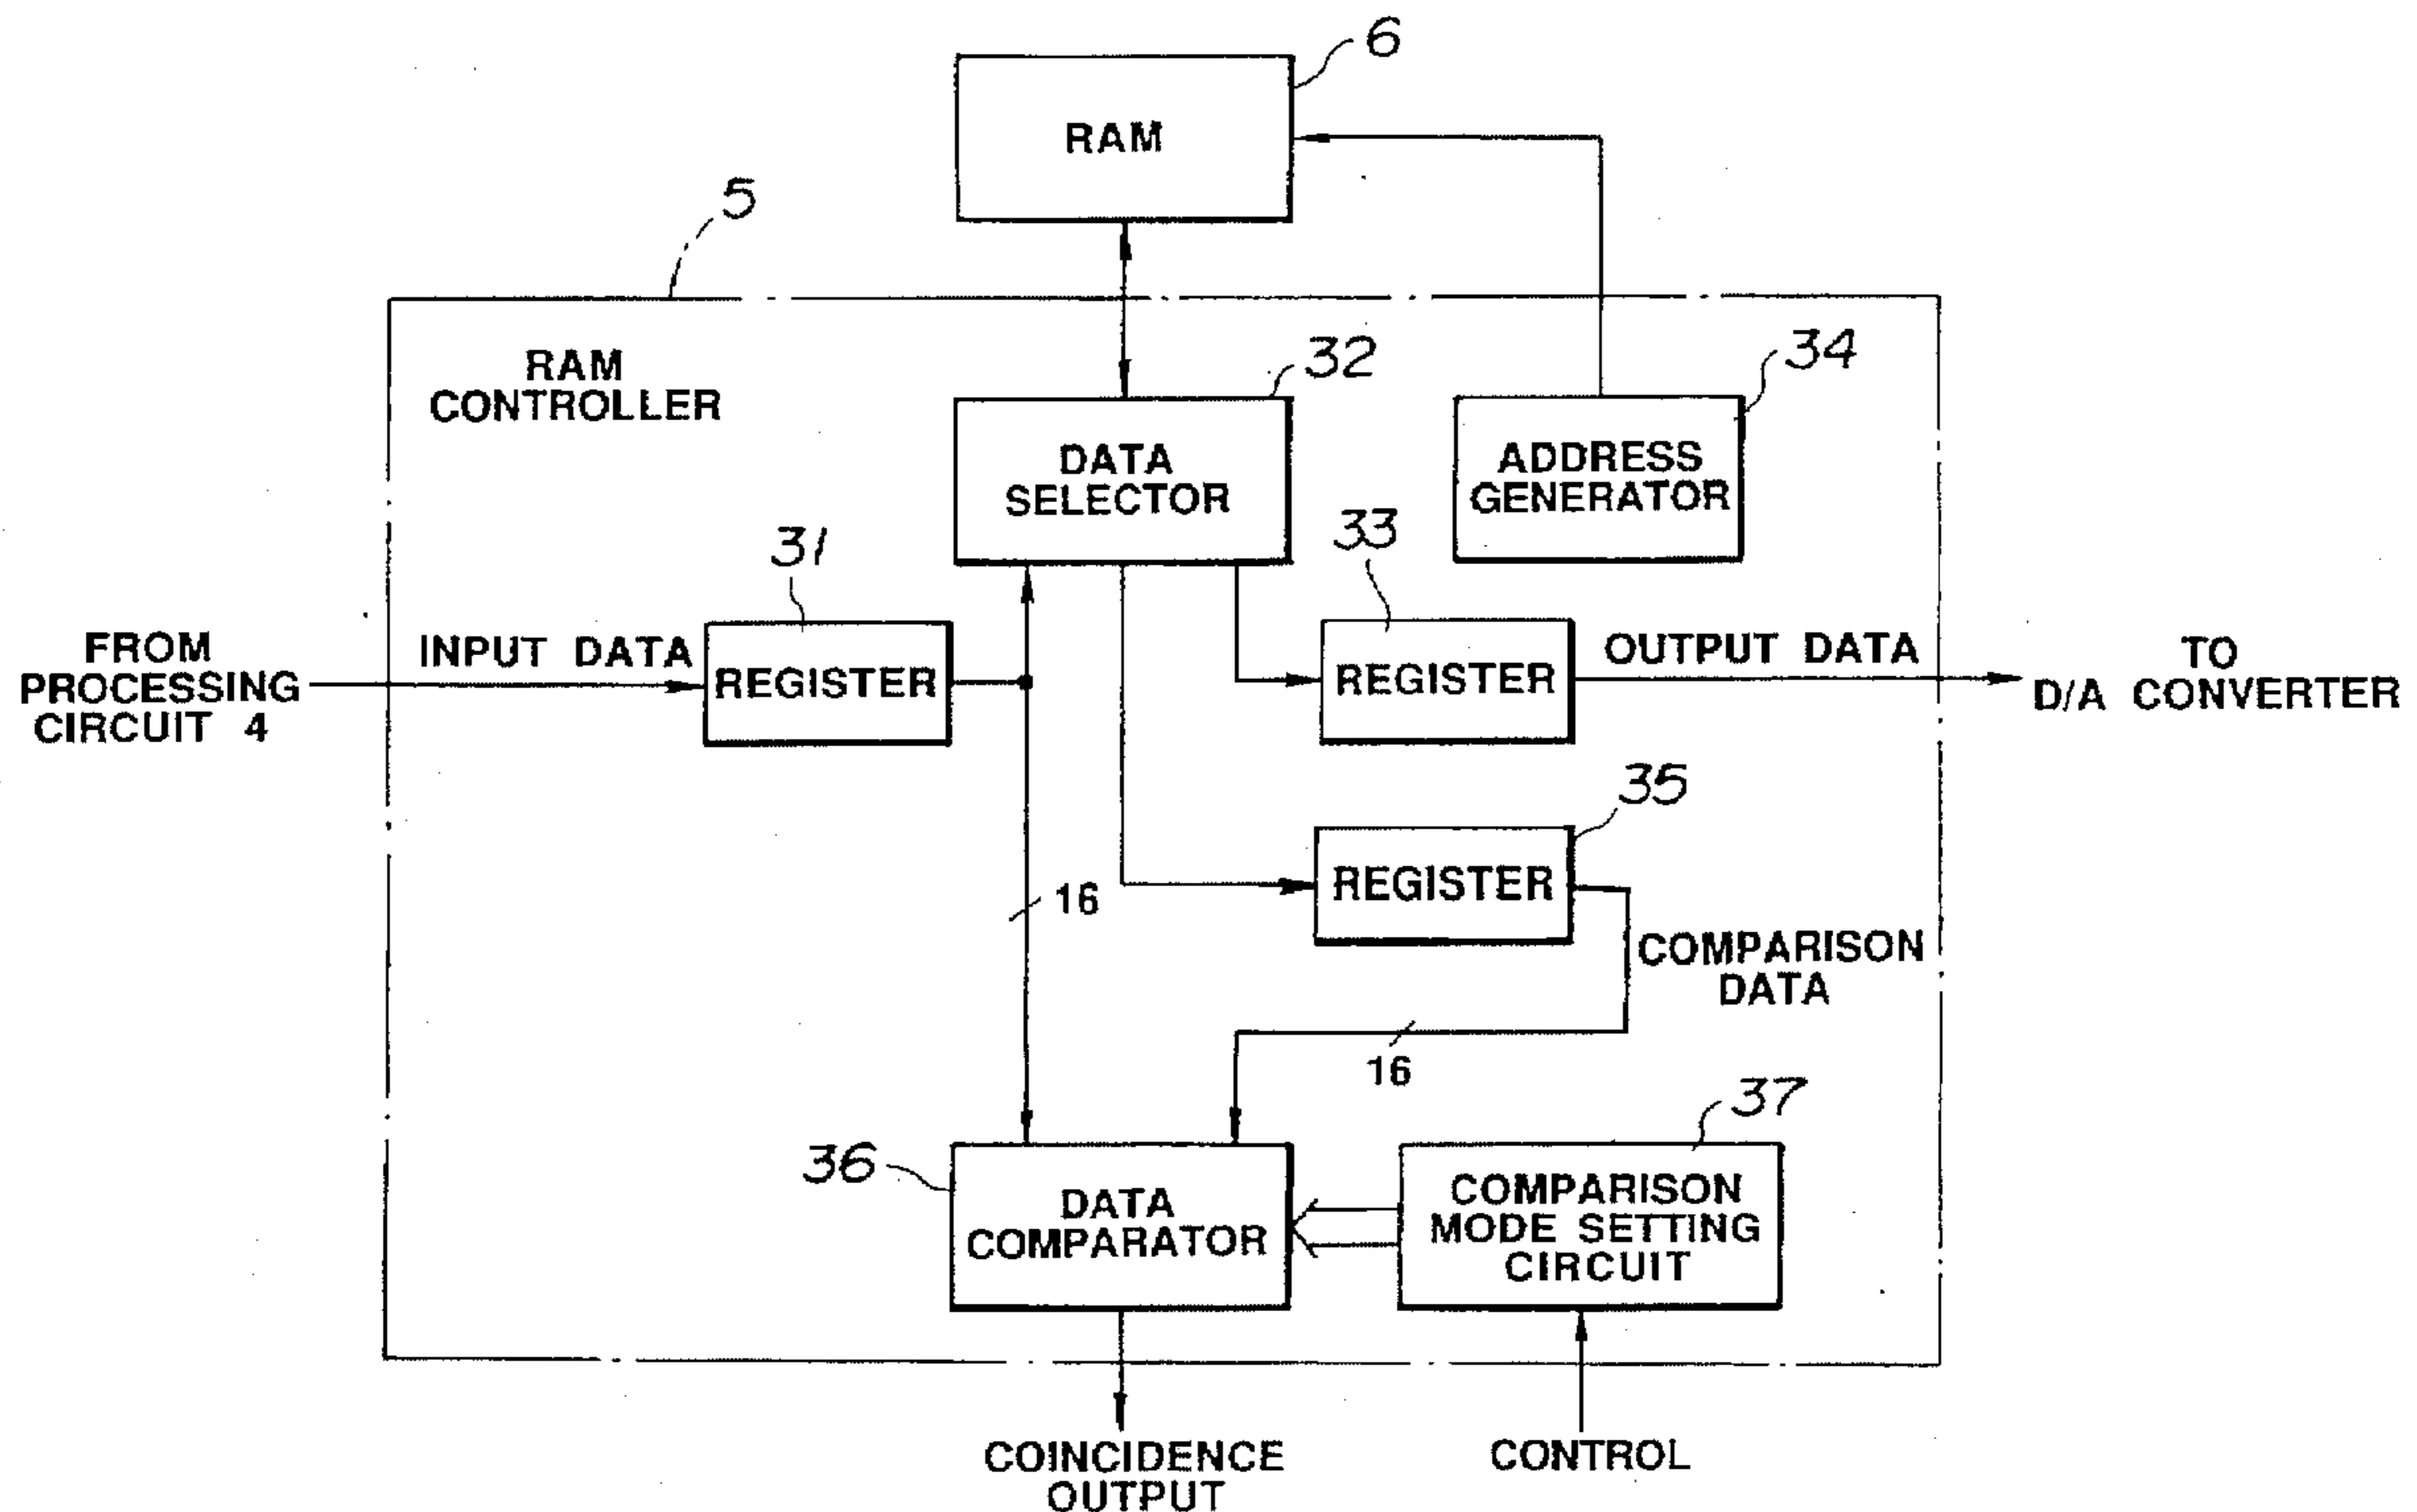 6
RAM
5
RAM
CONTROLLER
32
34
DATA
SELECTOR
ADDRESS
GENERATOR
31
33
FROM
PROCESSING
CIRCUIT 4
INPUT DATA
REGISTER
REGISTER
OUTPUT DATA
TO
D/A CONVERTER
35
REGISTER
16
COMPARISON
DATA
16
37
36
DATA
COMPARATOR
COMPARISON
MODE SETTING
CIRCUIT
COINCIDENCE
OUTPUT
CONTROL